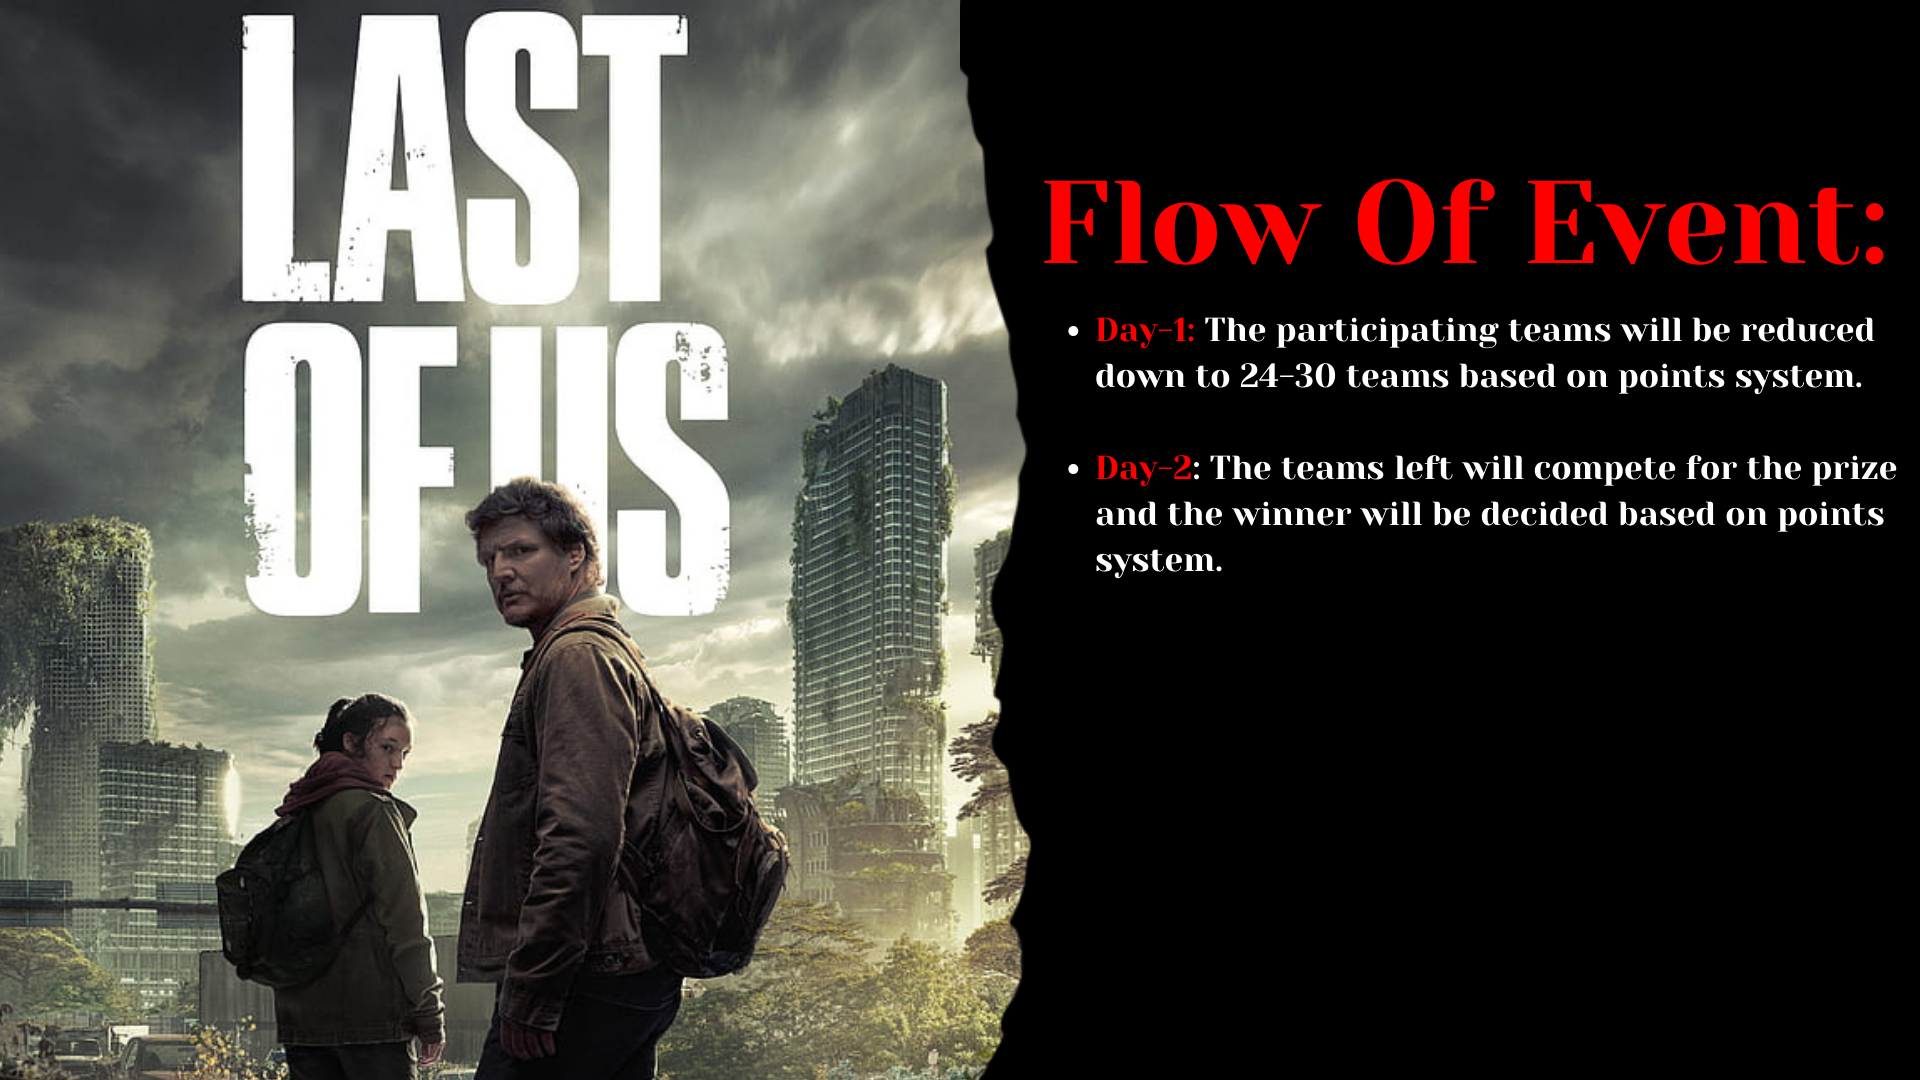 LAST
OF US
Flow Of Event:
• Day-1: The participating teams will be reduced
down to 24-30 teams based on points system.
• Day-2: The teams left will compete for the prize
and the winner will be decided based on points
system.